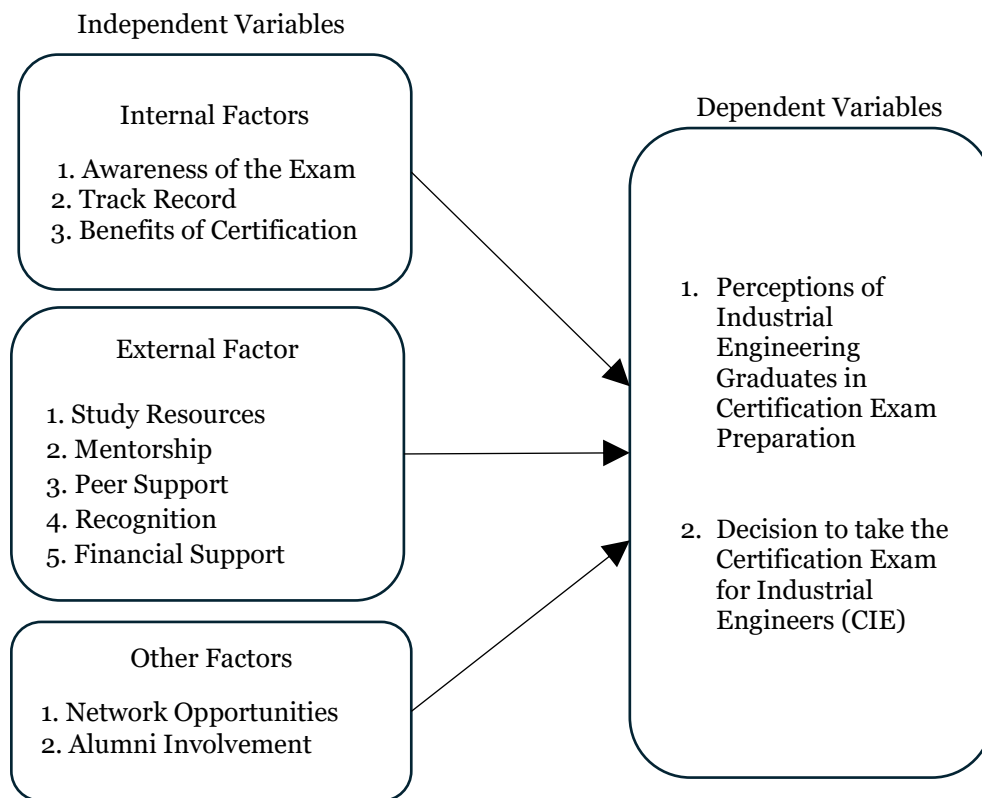 Independent Variables
Internal Factors
1. Awareness of the Exam
2. Track Record
3. Benefits of Certification
External Factor
1. Study Resources
2. Mentorship
3. Peer Support
4. Recognition
5. Financial Support
Other Factors
1. Network Opportunities
2. Alumni Involvement
Dependent Variables
1. Perceptions of
Industrial
Engineering
Graduates in
Certification Exam
Preparation
2. Decision to take the
Certification Exam
for Industrial
Engineers (CIE)